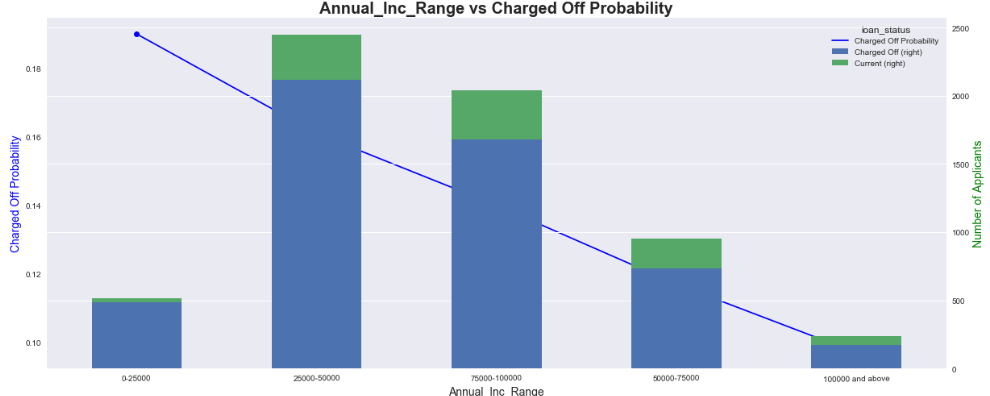 Annual_Inc_Range vs Charged Off Probability
loan_status
Charged Off Probability
Charged Off (right)
Current (right)
Charged Off Probability
0.18
0.16
0.14
0.12
0.10
Number of Applicants
2500
2000
1500
1000
500
0
0-25000
25000-50000
75000-100000
50000-75000
100000 and above
Annual_Inc_Range